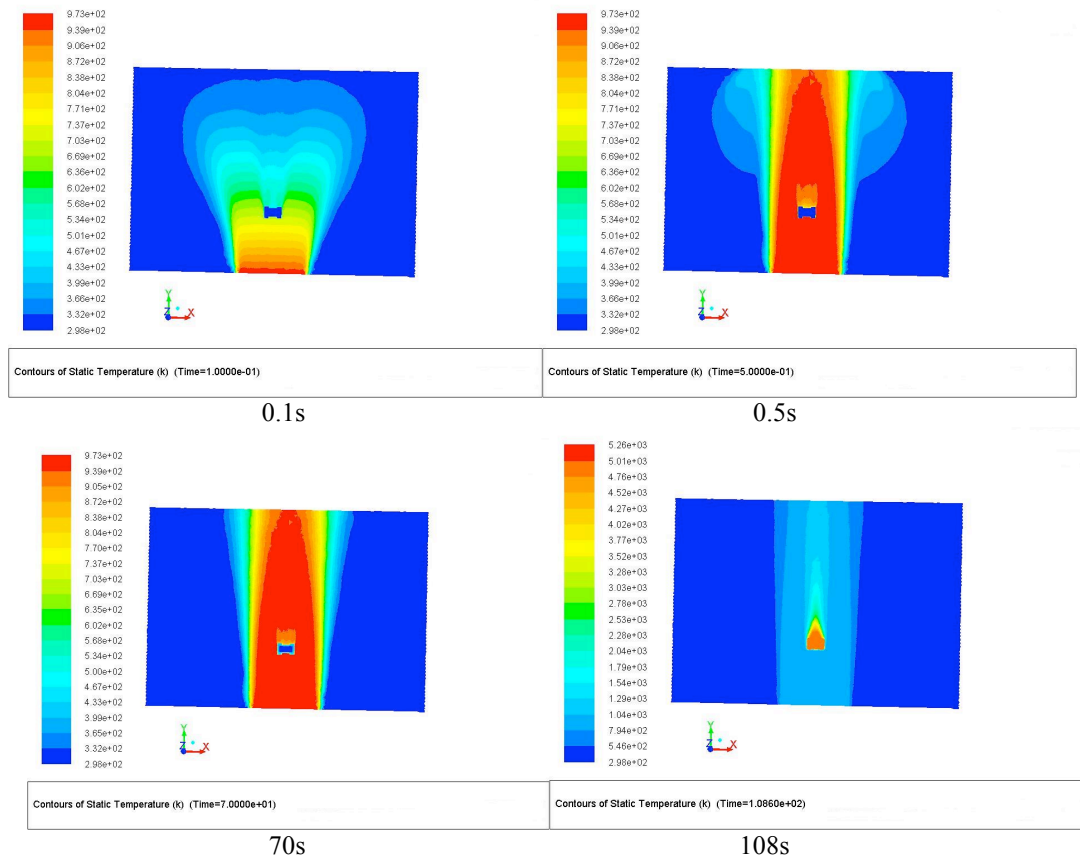 9.73e+02
9.39e+02
9.06e+02
8.72e+02
8.38e+02
8.04e+02
7.71e+02
7.37e+02
7.03e+02
6.69e+02
6.36e+02
6.02e+02
5.68e+02
5.34e+02
5.01e+02
4.67e+02
4.33e+02
3.99e+02
3.66e+02
3.32e+02
2.98e+02
Y
Z X
Contours of Static Temperature (k) (Time=1.0000e-01)
0.1s
9.73e+02
9.39e+02
9.06e+02
8.72e+02
8.38e+02
8.04e+02
7.71e+02
7.37e+02
7.03e+02
6.69e+02
6.36e+02
6.02e+02
5.68e+02
5.34e+02
5.01e+02
4.67e+02
4.33e+02
3.99e+02
3.66e+02
3.32e+02
2.98e+02
Y
Z X
Contours of Static Temperature (k) (Time=5.0000e-01)
0.5s
9.73e+02
9.39e+02
9.05e+02
8.72e+02
8.38e+02
8.04e+02
7.70e+02
7.37e+02
7.03e+02
6.69e+02
6.35e+02
6.02e+02
5.68e+02
5.34e+02
5.00e+02
4.67e+02
4.33e+02
3.99e+02
3.65e+02
3.32e+02
2.98e+02
Y
Z X
Contours of Static Temperature (k) (Time=7.0000e+01)
70s
5.26e+03
5.01e+03
4.76e+03
4.52e+03
4.27e+03
4.02e+03
3.77e+03
3.52e+03
3.28e+03
3.03e+03
2.78e+03
2.53e+03
2.28e+03
2.04e+03
1.79e+03
1.54e+03
1.29e+03
1.04e+03
7.94e+02
5.46e+02
2.98e+02
Y
Z X
Contours of Static Temperature (k) (Time=1.0860e+02)
108s